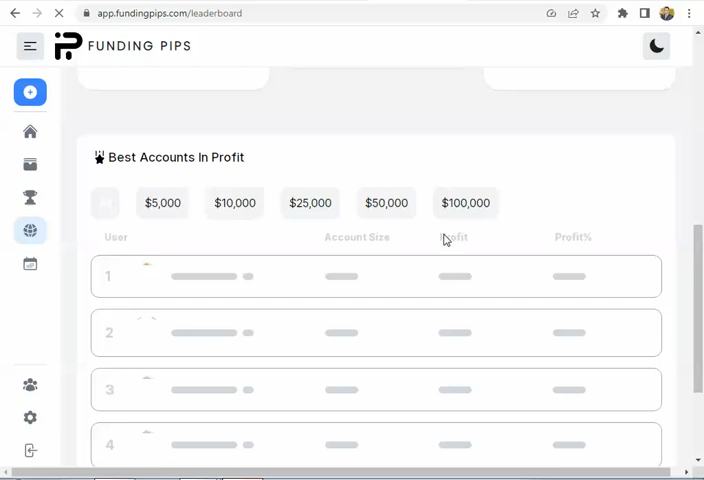 app.fundingpips.com/leaderboard
FUNDING PIPS
Best Accounts In Profit
All $5,000 $10,000 $25,000 $50,000 $100,000
User Account Size Profit Profit%
1
2
3
4